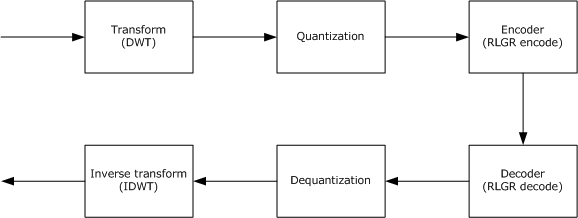 Transform
(DWT)
Quantization
Encoder
(RLGR encode)
Inverse transform
(IDWT)
Dequantization
Decoder
(RLGR decode)